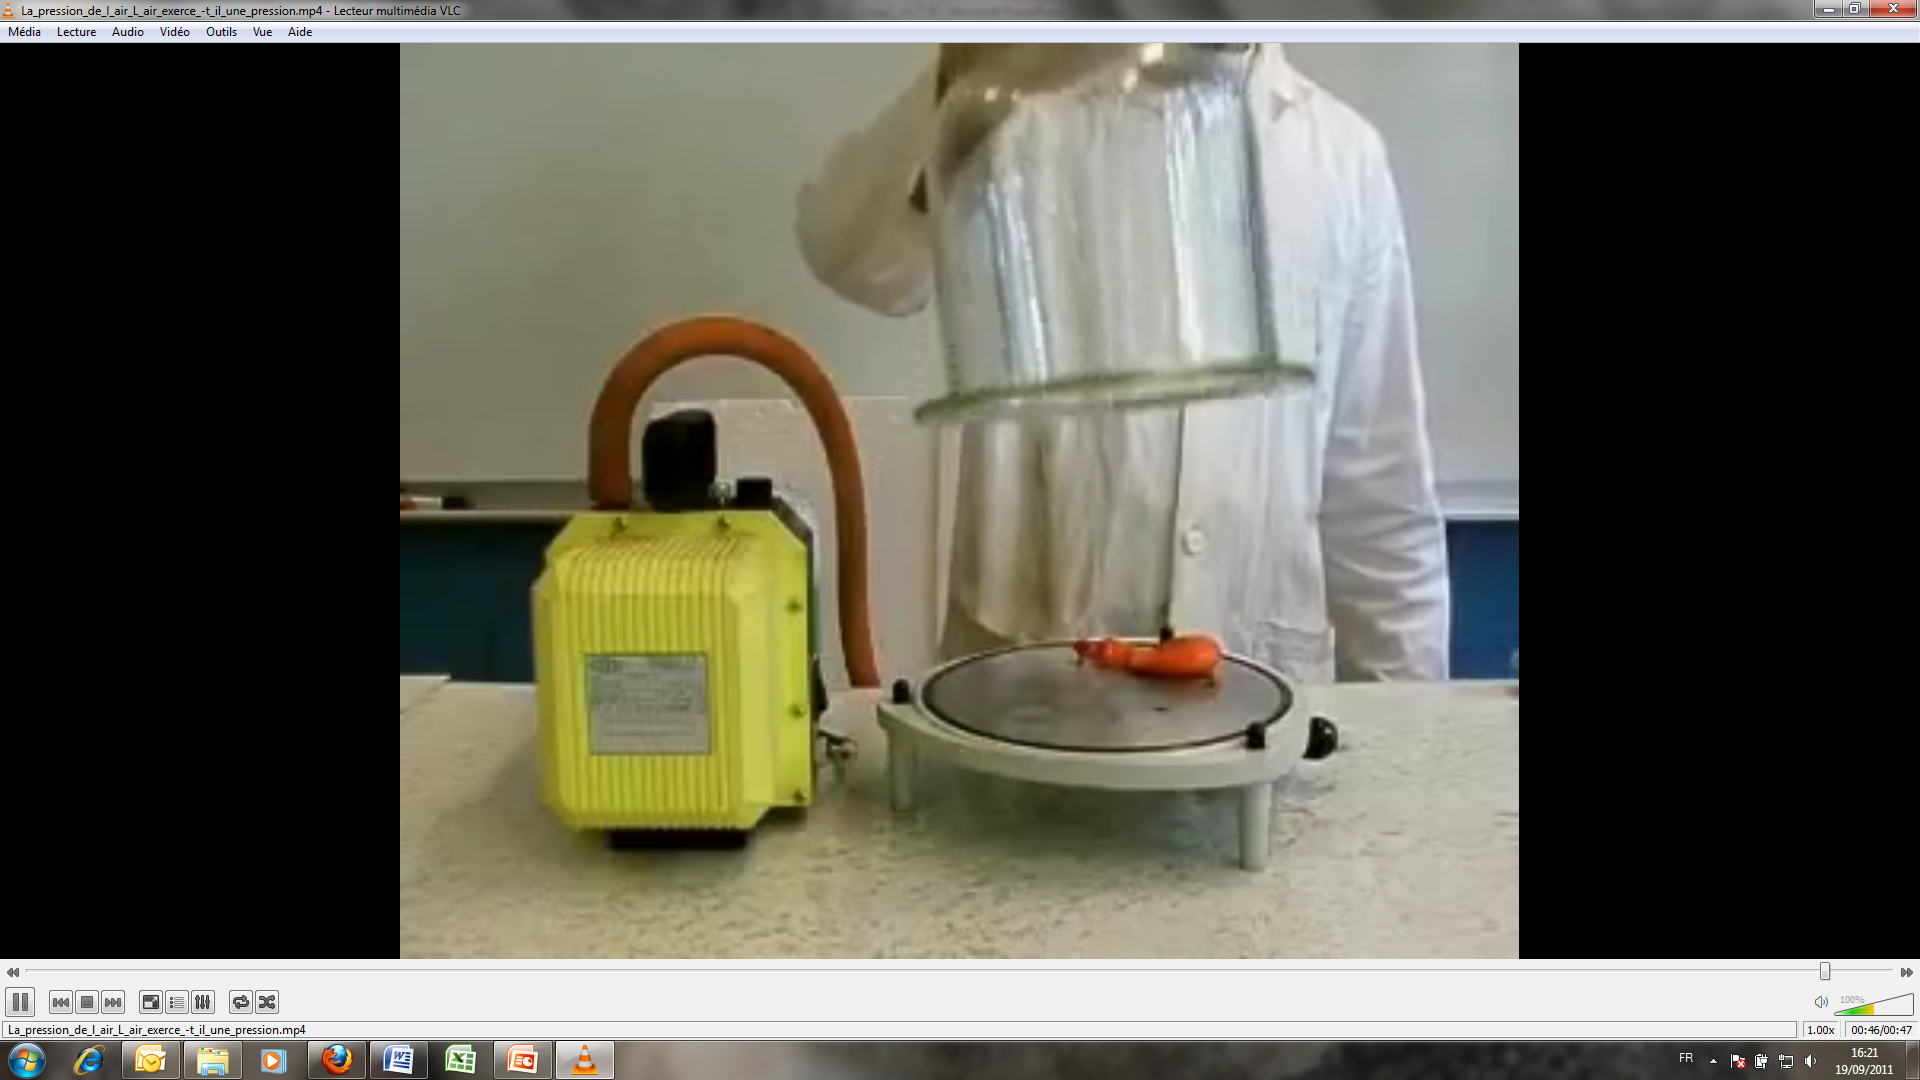 La_pression_de_l_air_L_air_exerce_-t_il_une_pression.mp4 - Lecteur multimédia VLC
Média Lecture Audio Vidéo Outils Vue Aide
100%
La_pression_de_l_air_L_air_exerce_-t_il_une_pression.mp4
1.00x 00:46/00:47
FR
16:21
19/09/2011